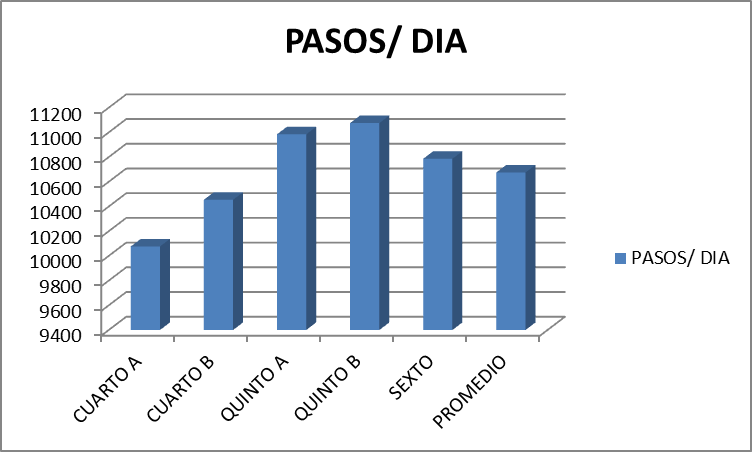 PASOS/ DIA
11200
11000
10800
10600
10400
10200
10000
9800
9600
9400
CUARTO A
CUARTO B
QUINTO A
QUINTO B
SEXTO
PROMEDIO
PASOS/ DIA